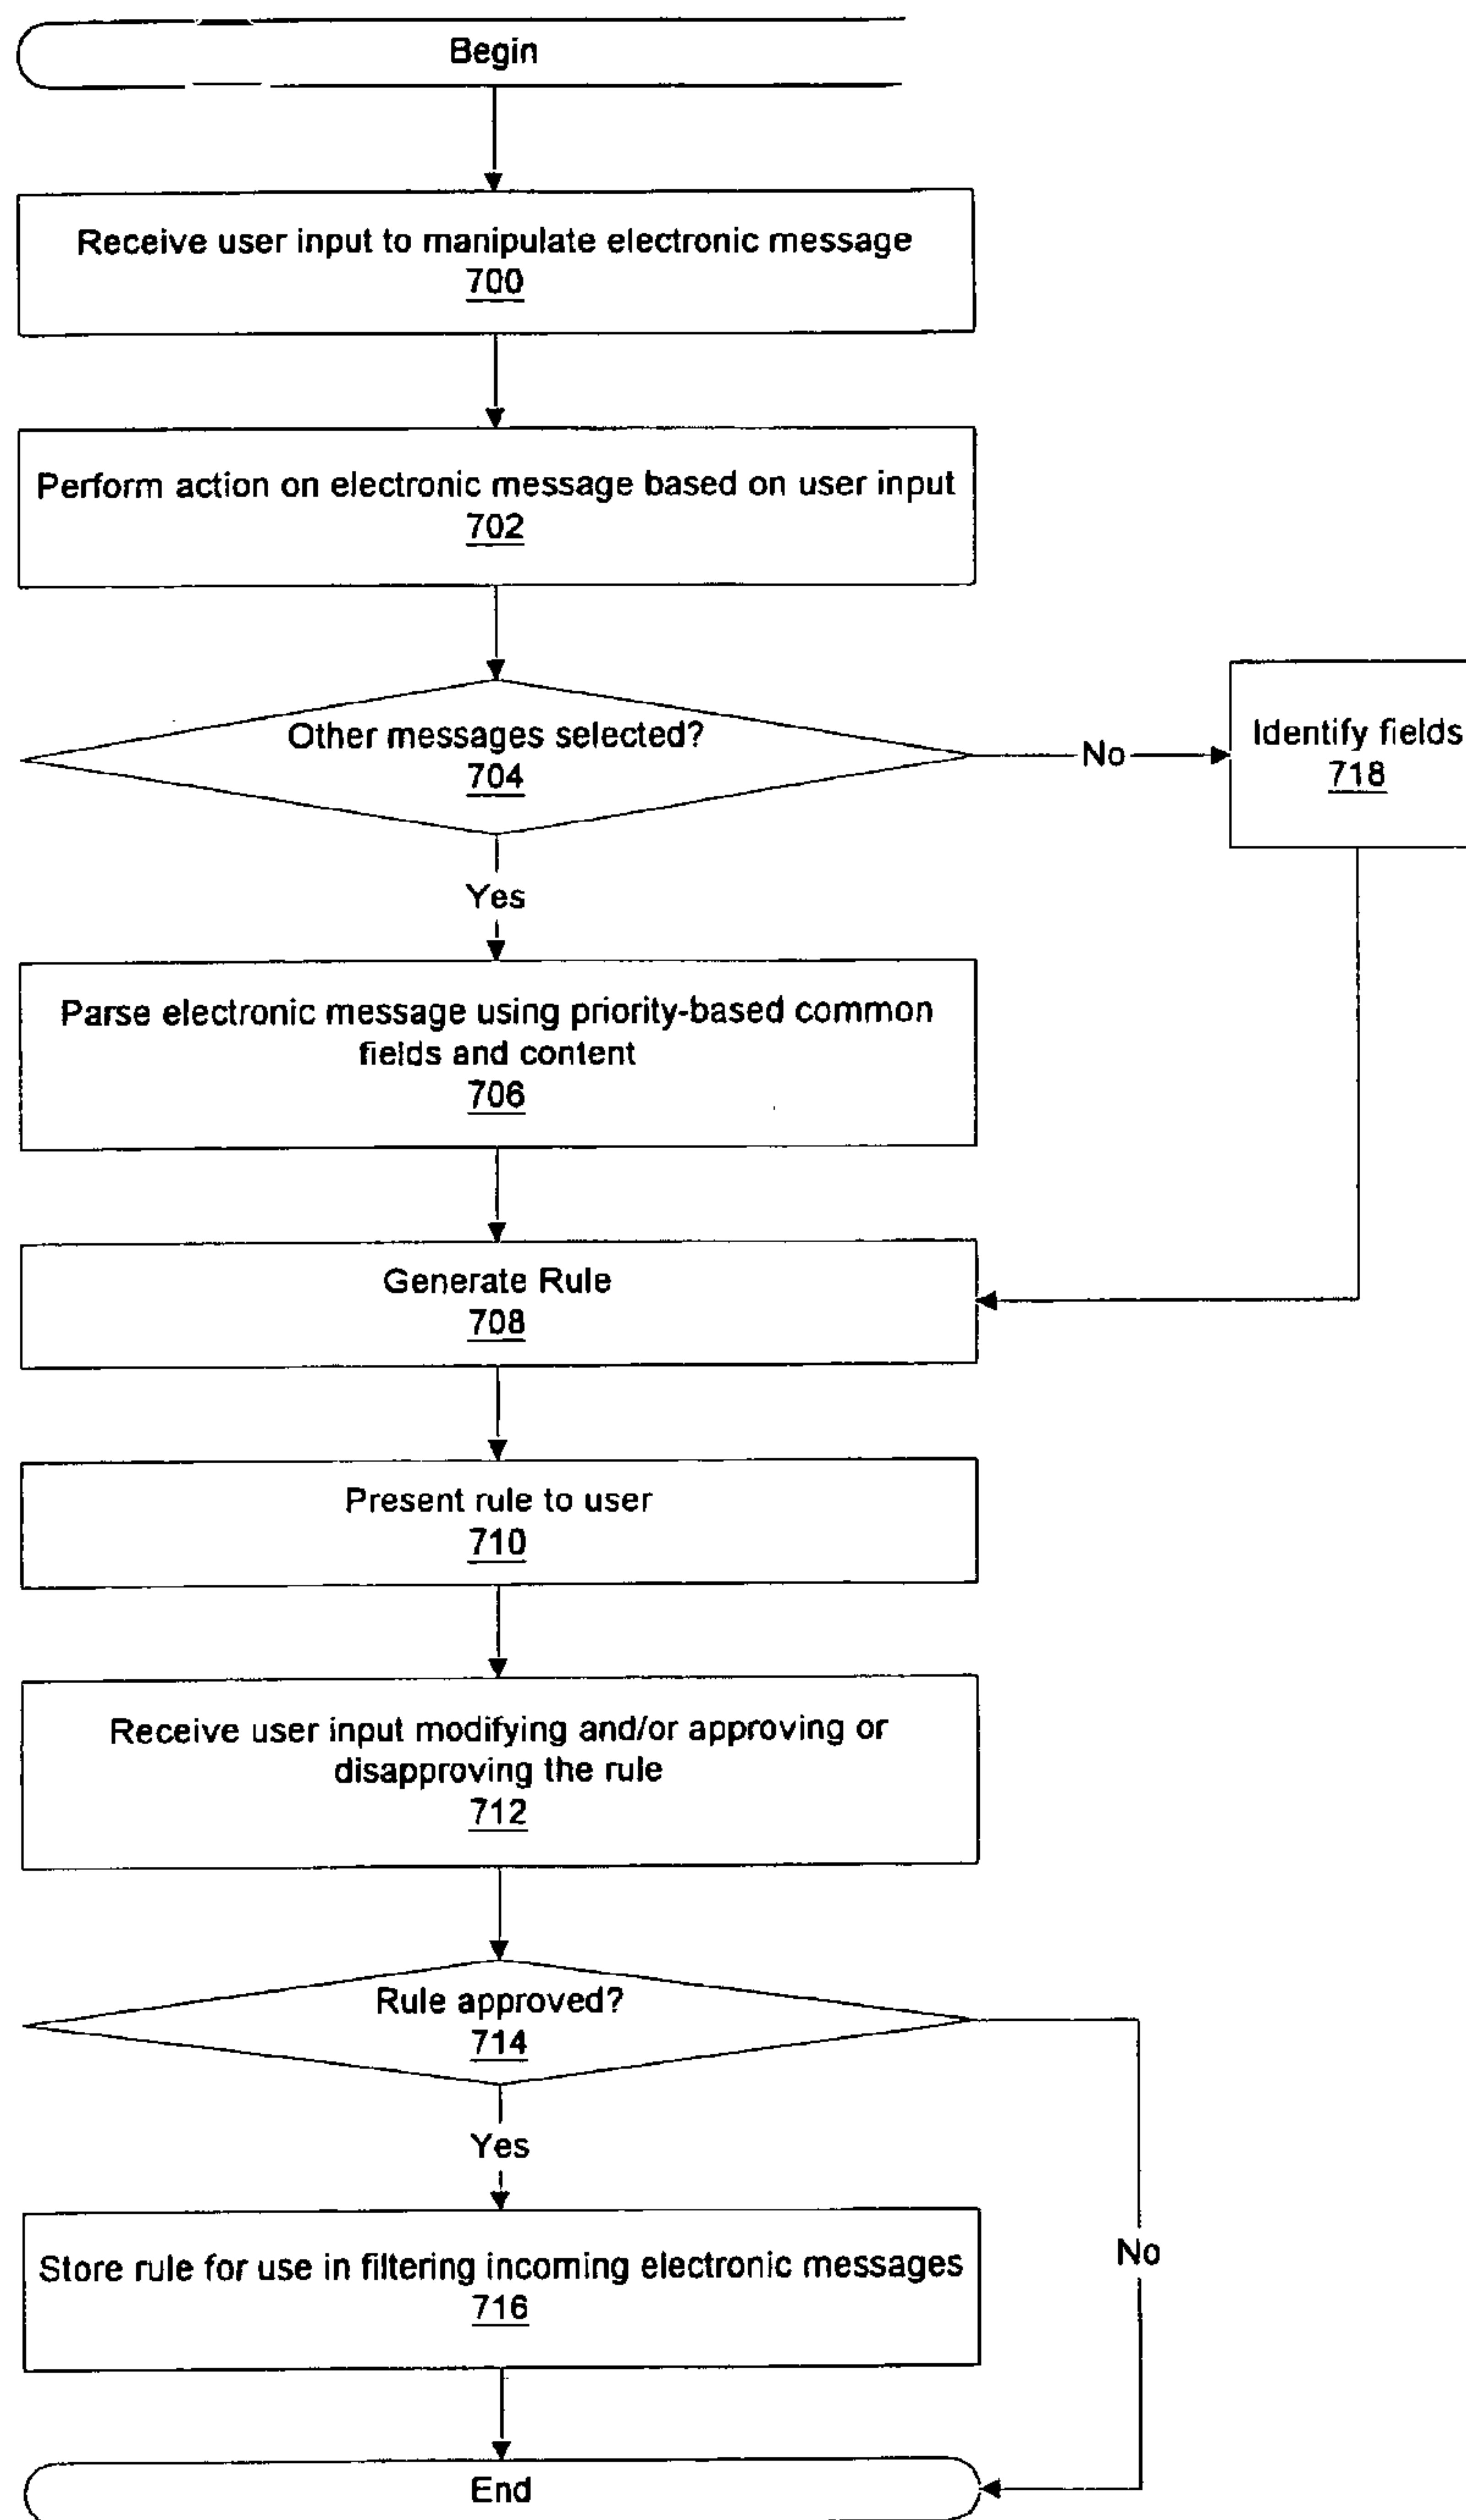 Begin
Receive user input to manipulate electronic message
700
Perform action on electronic message based on user input
702
Other messages selected?
704
No
Identify fields
718
Yes
Parse electronic message using priority-based common
fields and content
706
Generate Rule
708
Present rule to user
710
Receive user input modifying and/or approving or
disapproving the rule
712
Rule approved?
714
Yes
No
Store rule for use in filtering incoming electronic messages
716
End